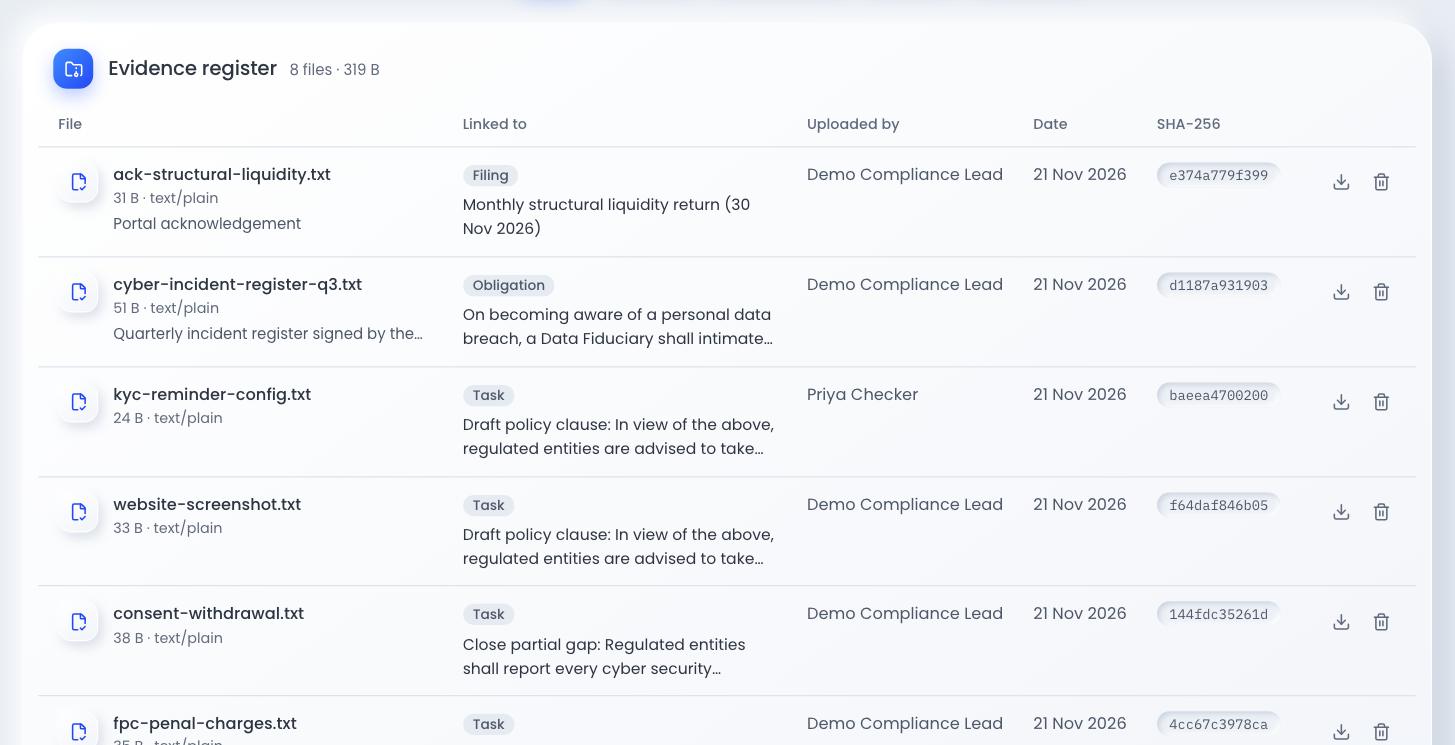 Evidence register 8 files · 319 B
File Linked to Uploaded by Date SHA-256
ack-structural-liquidity.txt Filing Demo Compliance Lead 21 Nov 2026 e374a779f399
31 B · text/plain
Portal acknowledgement
Monthly structural liquidity return (30
Nov 2026)
cyber-incident-register-q3.txt Obligation Demo Compliance Lead 21 Nov 2026 d1187a931903
51 B · text/plain
Quarterly incident register signed by the…
On becoming aware of a personal data
breach, a Data Fiduciary shall intimate…
kyc-reminder-config.txt Task Priya Checker 21 Nov 2026 baeea4700200
24 B · text/plain
Draft policy clause: In view of the above,
regulated entities are advised to take…
website-screenshot.txt Task Demo Compliance Lead 21 Nov 2026 f64daf846b05
33 B · text/plain
Draft policy clause: In view of the above,
regulated entities are advised to take…
consent-withdrawal.txt Task Demo Compliance Lead 21 Nov 2026 144fdc35261d
38 B · text/plain
Close partial gap: Regulated entities
shall report every cyber security…
fpc-penal-charges.txt Task Demo Compliance Lead 21 Nov 2026 4cc67c3978ca
35 B · text/plain